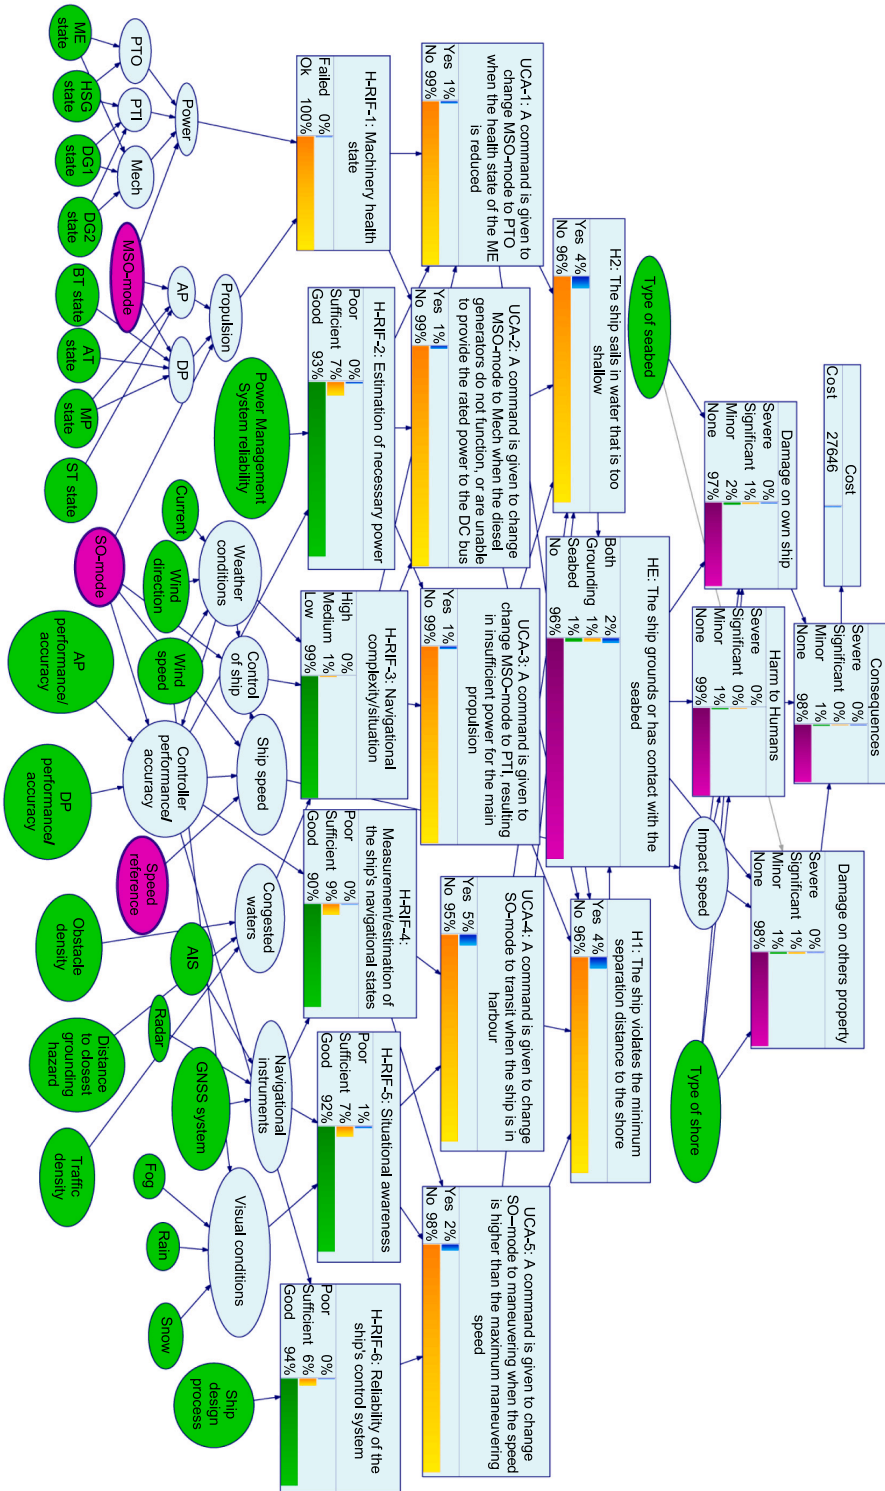 Cost
Cost 27646
Consequences
Severe 0%
Significant 0%
Minor 1%
None 98%
Damage on own ship
Severe 0%
Significant 1%
Minor 2%
None 97%
Harm to Humans
Severe 0%
Significant 0%
Minor 1%
None 99%
Damage on others property
Severe 0%
Significant 1%
Minor 1%
None 98%
Type of seabed
Impact speed
Type of shore
H2: The ship sails in water that is too
shallow
Yes 4%
No 96%
HE: The ship grounds or has contact with the
seabed
Both 2%
Grounding 1%
Seabed 1%
No 96%
H1: The ship violates the minimum
separation distance to the shore
Yes 4%
No 96%
UCA-1: A command is given to
change MSO-mode to PTO
when the health state of the ME
is reduced
Yes 1%
No 99%
UCA-2: A command is given to change
MSO-mode to Mech when the diesel
generators do not function, or are unable
to provide the rated power to the DC bus
Yes 1%
No 99%
UCA-3: A command is given to
change MSO-mode to PTI, resulting
in insufficient power for the main
propulsion
Yes 1%
No 99%
UCA-4: A command is given to change
SO-mode to transit when the ship is in
harbour
Yes 5%
No 95%
UCA-5: A command is given to change
SO–mode to maneuvering when the speed
is higher than the maximum maneuvering
speed
Yes 2%
No 98%
H-RIF-1: Machinery health
state
Failed 0%
Ok 100%
H-RIF-2: Estimation of necessary power
Poor 0%
Sufficient 7%
Good 93%
H-RIF-3: Navigational
complexity/situation
High 0%
Medium 1%
Low 99%
H-RIF-4:
Measurement/estimation of
the ship's navigational states
Poor 0%
Sufficient 9%
Good 90%
H-RIF-5: Situational awareness
Poor 1%
Sufficient 7%
Good 92%
H-RIF-6: Reliability of the
ship's control system
Poor 0%
Sufficient 6%
Good 94%
Power
Propulsion
Power Management
System reliability
PTO
PTI
Mech
AP
DP
Weather
conditions
Control
of ship
Ship speed
Congested
waters
Navigational
instruments
Visual conditions
ME
state
HSG
state
DG1
state
DG2
state
MSO-mode
BT state
AT
state
MP
state
ST state
SO-mode
Current
Wind
direction
Wind
speed
AP
performance/
accuracy
DP
performance/
accuracy
Controller
performance/
accuracy
Speed
reference
Obstacle
density
AIS
Distance
to closest
grounding
hazard
Radar
GNSS system
Traffic
density
Fog
Rain
Snow
Ship
design
process